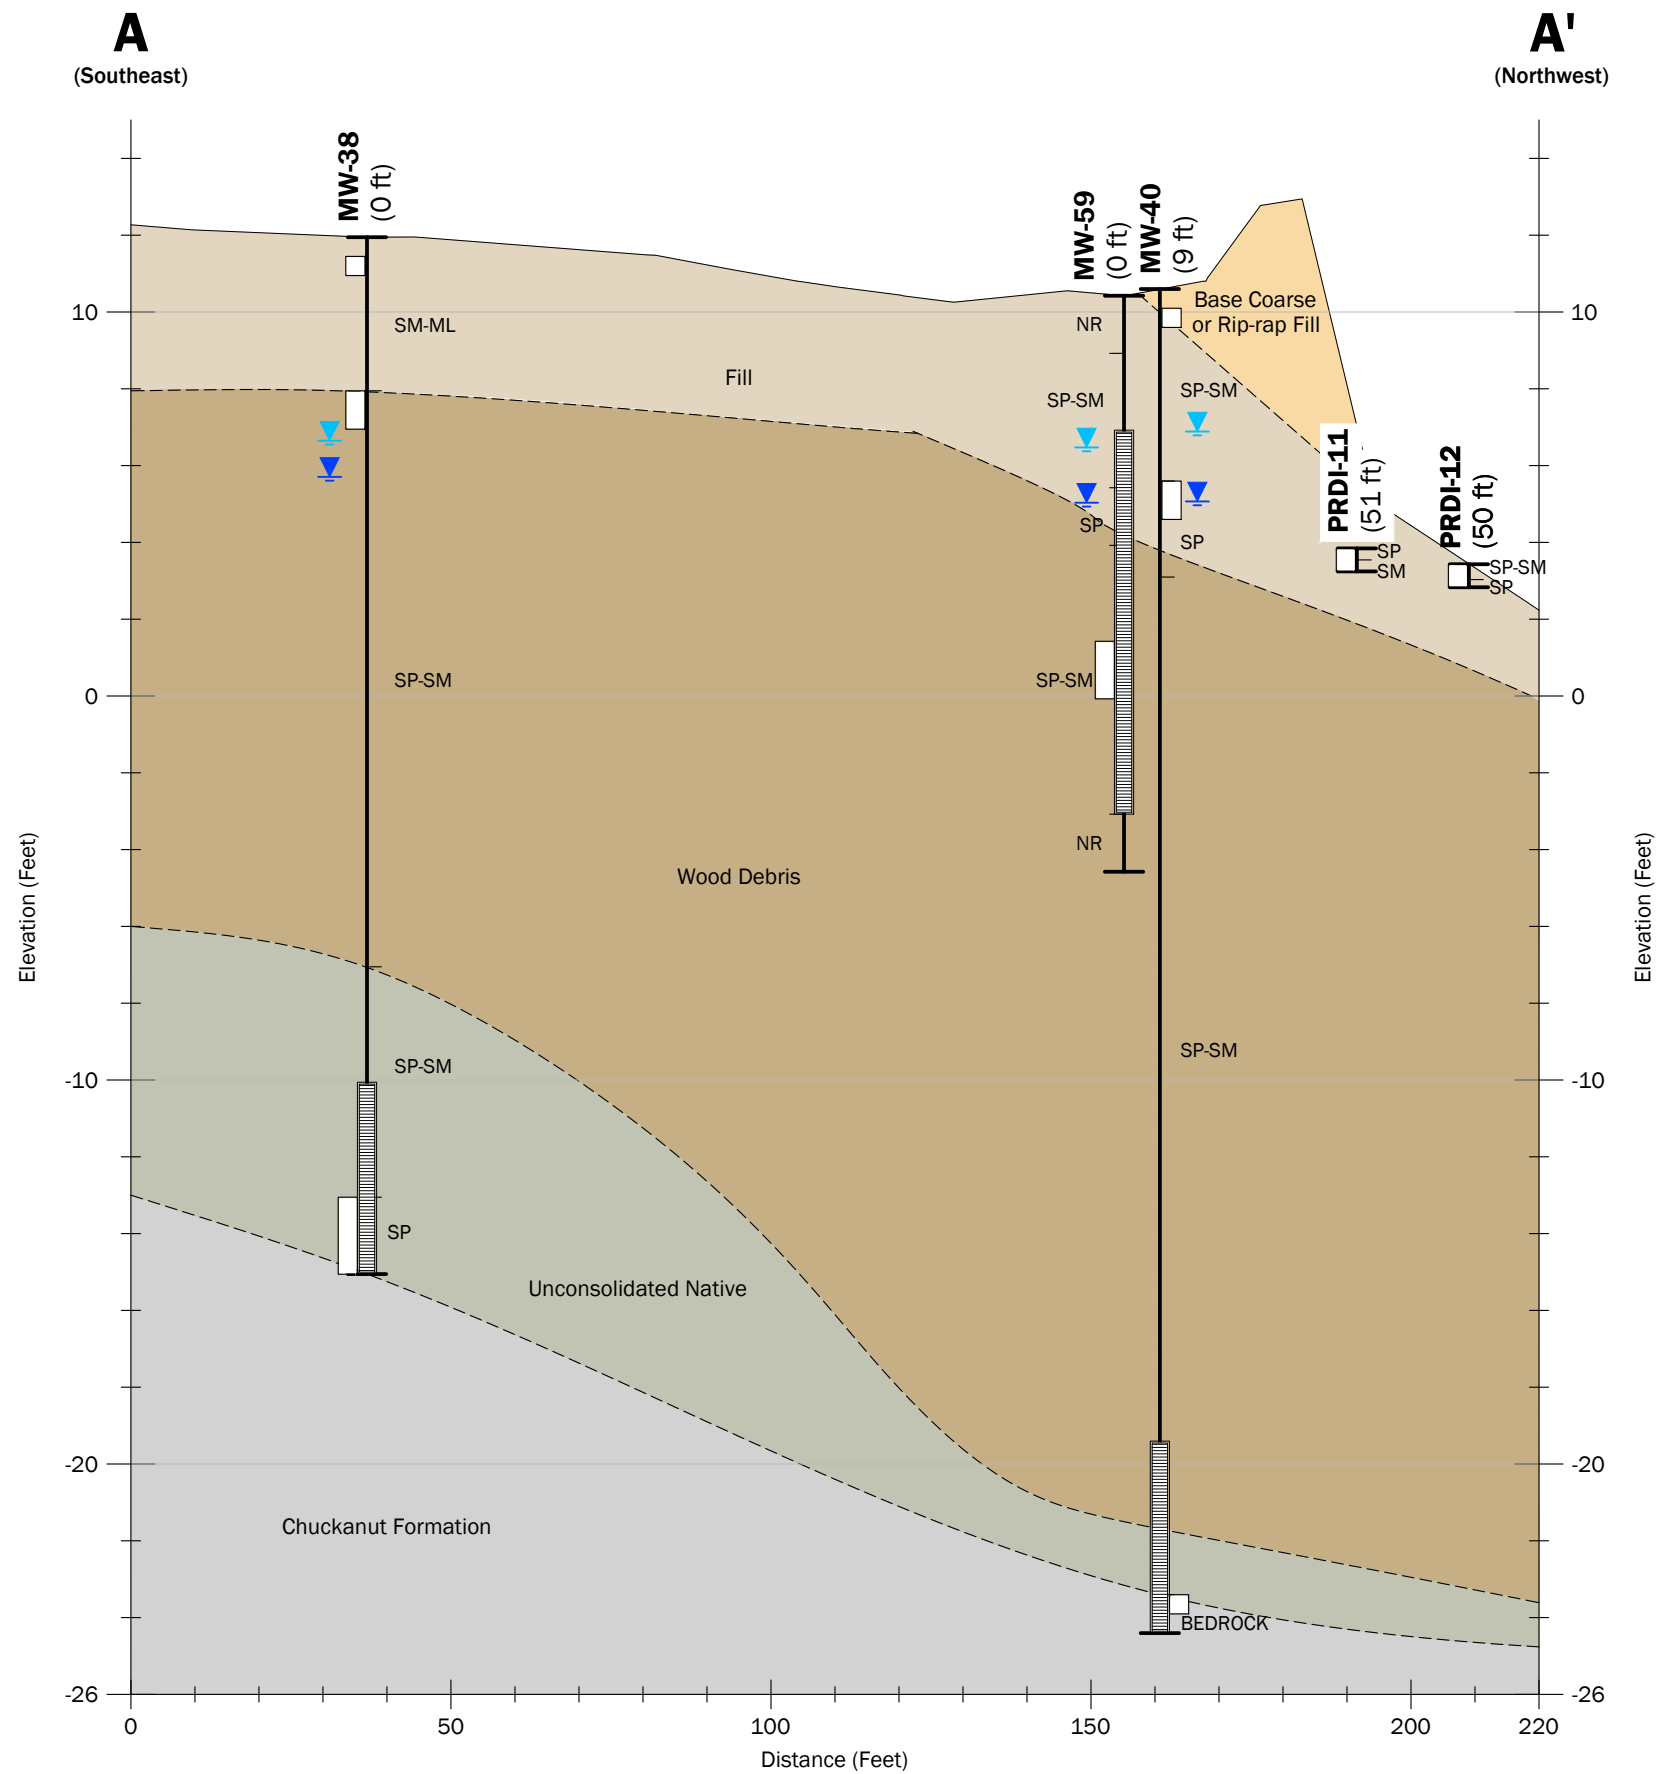 A
(Southeast)
A'
(Northwest)
MW-38
(0 ft)
MW-59
(0 ft)
MW-40
(9 ft)
Base Coarse
or Rip-rap Fill
10
10
NR
SM-ML
Fill
SP-SM
SP-SM
PRDI-11
(51 ft)
PRDI-12
(50 ft)
SP
SP
SP
SM
SP-SM
SP
0
0
SP-SM
SP-SM
NR
Wood Debris
Elevation (Feet)
Elevation (Feet)
SP-SM
SP-SM
-10
-10
SP
Unconsolidated Native
-20
-20
Chuckanut Formation
BEDROCK
-26
-26
0
50
100
150
200
220
Distance (Feet)